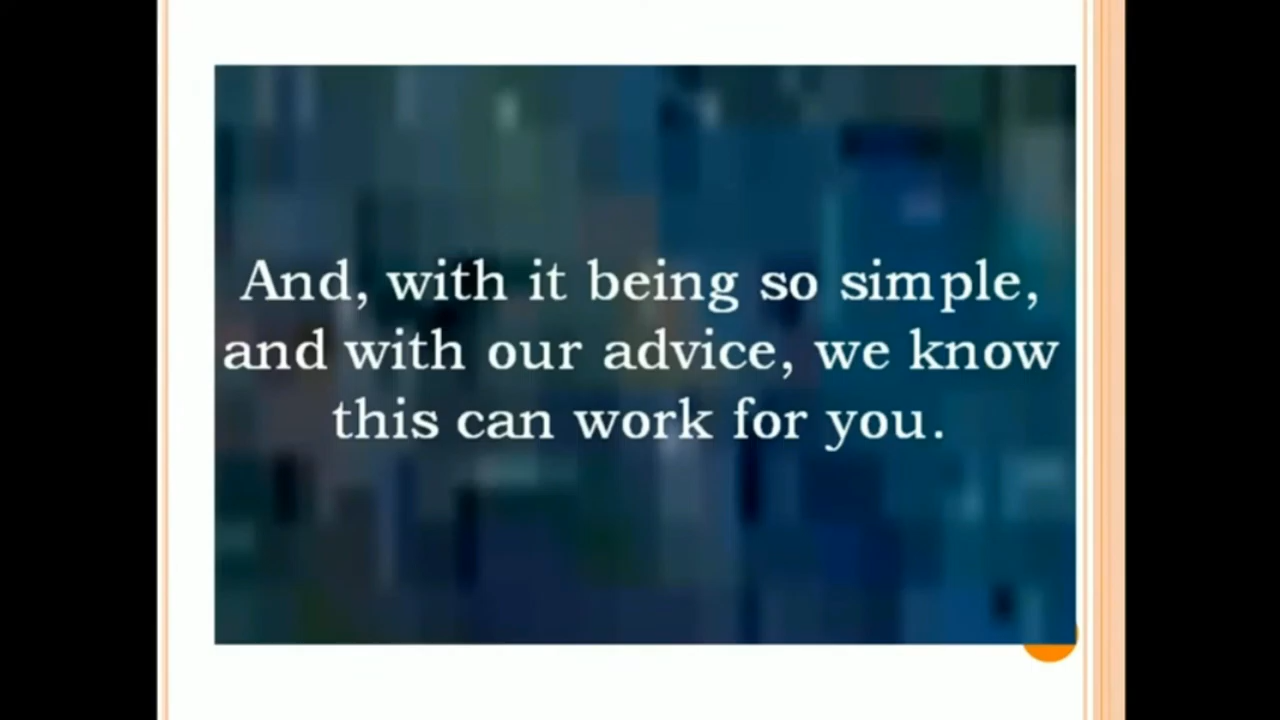 And, with it being so simple,
and with our advice, we know
this can work for you.